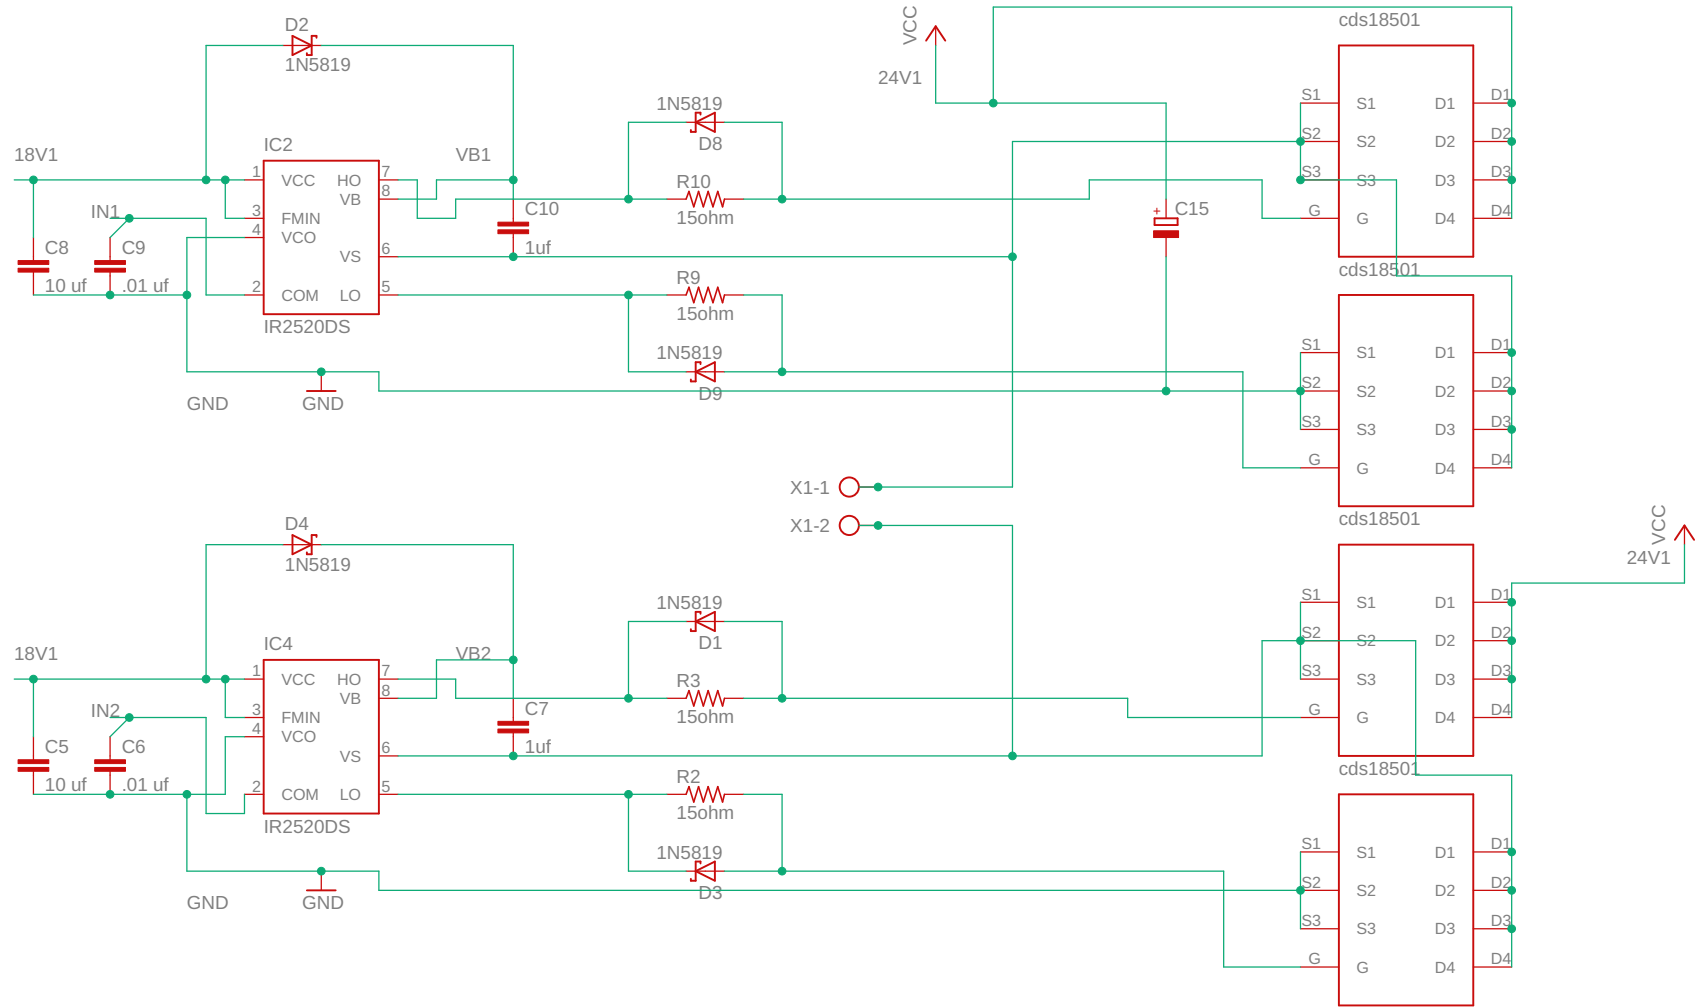 D2
1N5819
18V1
IC2
VB1
1 VCC HO 7
8
VB
3 FMIN
4 VCO
VS 6
2 COM LO 5
IR2520DS
IN1
C8
10 uf
C9
.01 uf
C10
1uf
1N5819
D8
R10
15ohm
R9
15ohm
1N5819
D9
GND
GND
VCC
24V1
+
C15
cds18501
S1 S1 D1 D1
S2 S2 D2 D2
S3 S3 D3 D3
G G D4 D4
cds18501
S1 S1 D1 D1
S2 S2 D2 D2
S3 S3 D3 D3
G G D4 D4
X1-1
X1-2
D4
1N5819
18V1
IC4
VB2
1 VCC HO 7
8
VB
3 FMIN
4 VCO
VS 6
2 COM LO 5
IR2520DS
IN2
C5
10 uf
C6
.01 uf
C7
1uf
1N5819
D1
R3
15ohm
R2
15ohm
1N5819
D3
GND
GND
VCC
24V1
cds18501
S1 S1 D1 D1
S2 S2 D2 D2
S3 S3 D3 D3
G G D4 D4
cds18501
S1 S1 D1 D1
S2 S2 D2 D2
S3 S3 D3 D3
G G D4 D4